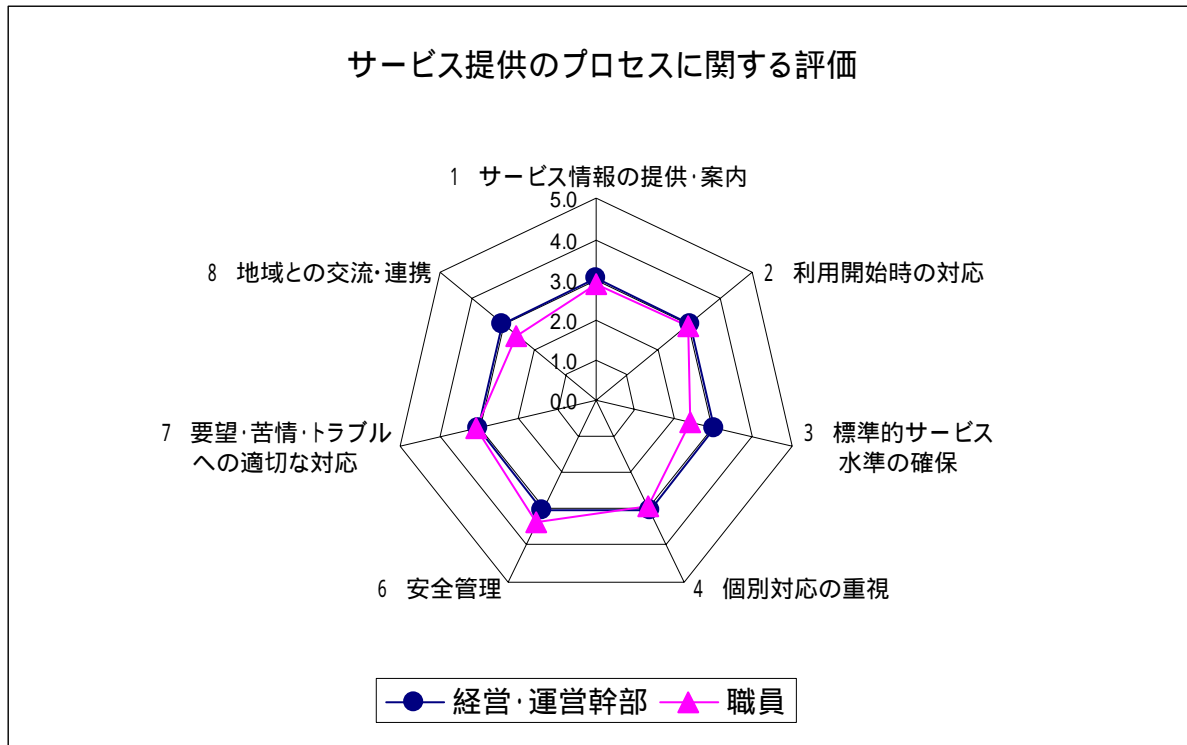 サービス提供のプロセスに関する評価
1 サービス情報の提供・案内
5.0
4.0
3.0
2.0
1.0
0.0
2 利用開始時の対応
3 標準的サービス
水準の確保
4 個別対応の重視
6 安全管理
7 要望・苦情・トラブル
への適切な対応
8 地域との交流・連携
経営・運営幹部
職員